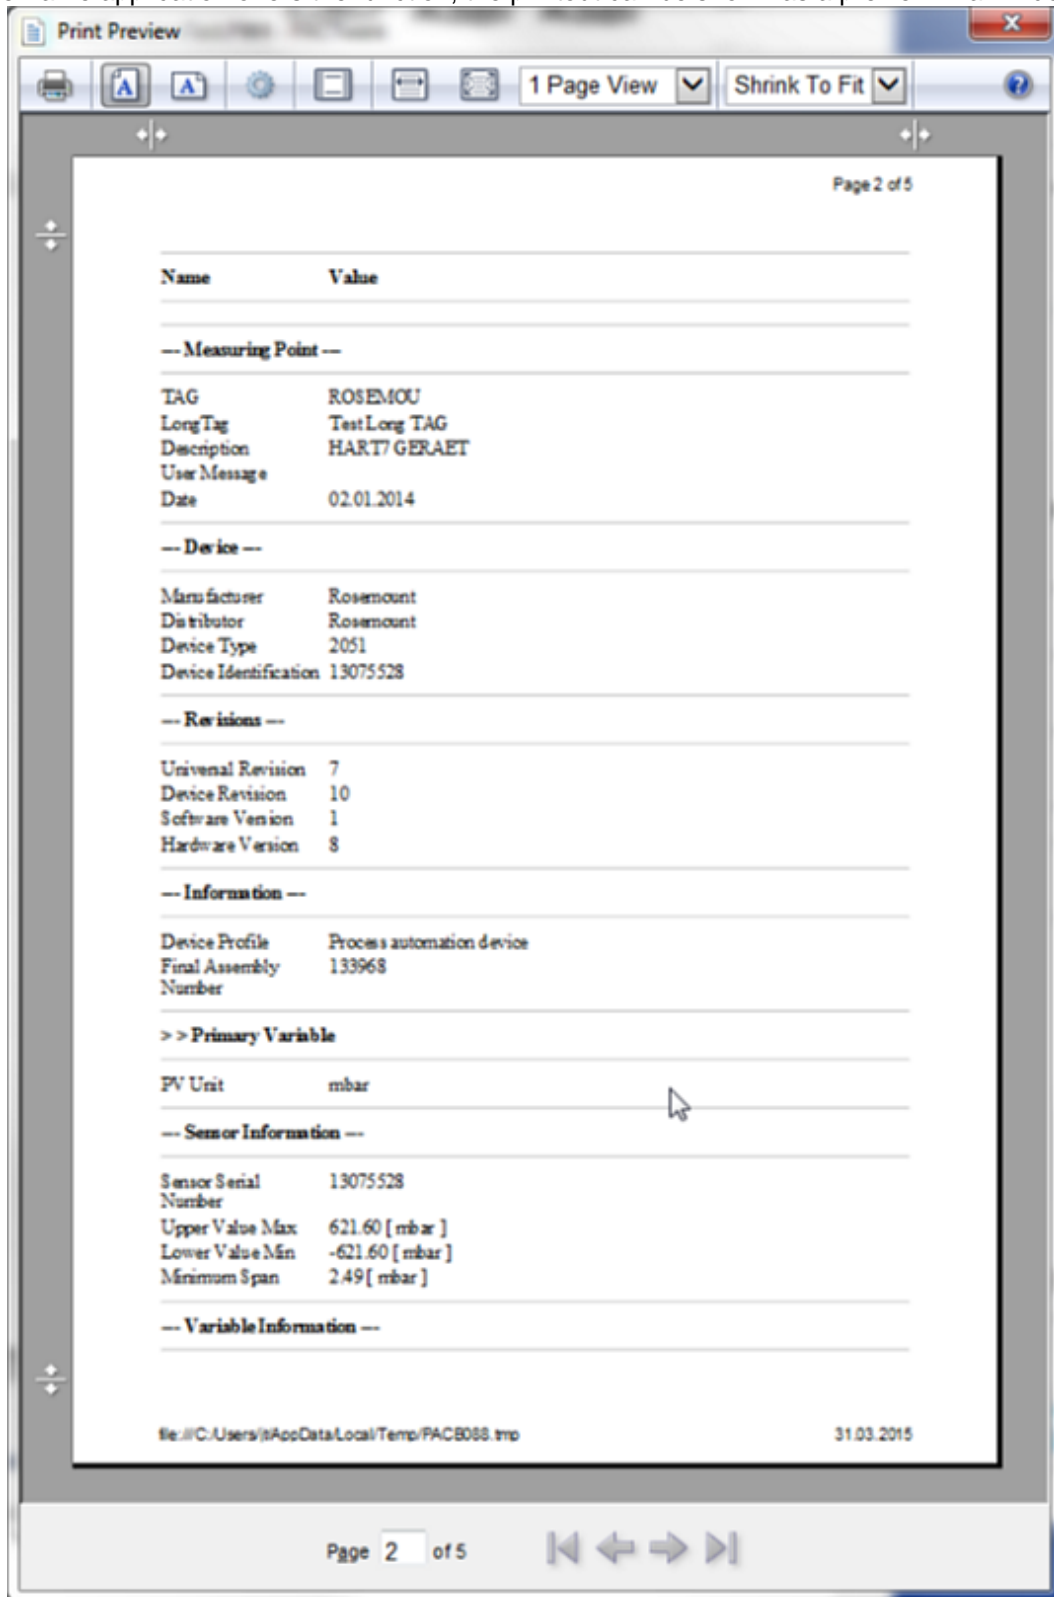 Print Preview
1 Page View
Shrink To Fit
Page 2 of 5
Name Value
--- Measuring Point ---
TAG ROSEMOU
LongTag Test Long TAG
Description HART7 GERAET
User Message
Date 02.01.2014
--- Device ---
Manufacturer Rosemount
Distributor Rosemount
Device Type 2051
Device Identification 13075528
--- Revisions ---
Universal Revision 7
Device Revision 10
Software Version 1
Hardware Version 8
--- Information ---
Device Profile Process automation device
Final Assembly 133968
Number
> > Primary Variable
PV Unit mbar
--- Sensor Information ---
Sensor Serial 13075528
Number
Upper Value Max 621.60 [ mbar ]
Lower Value Min -621.60 [ mbar ]
Minimum Span 2.49 [ mbar ]
--- Variable Information ---
31.03.2015
Page 2 of 5